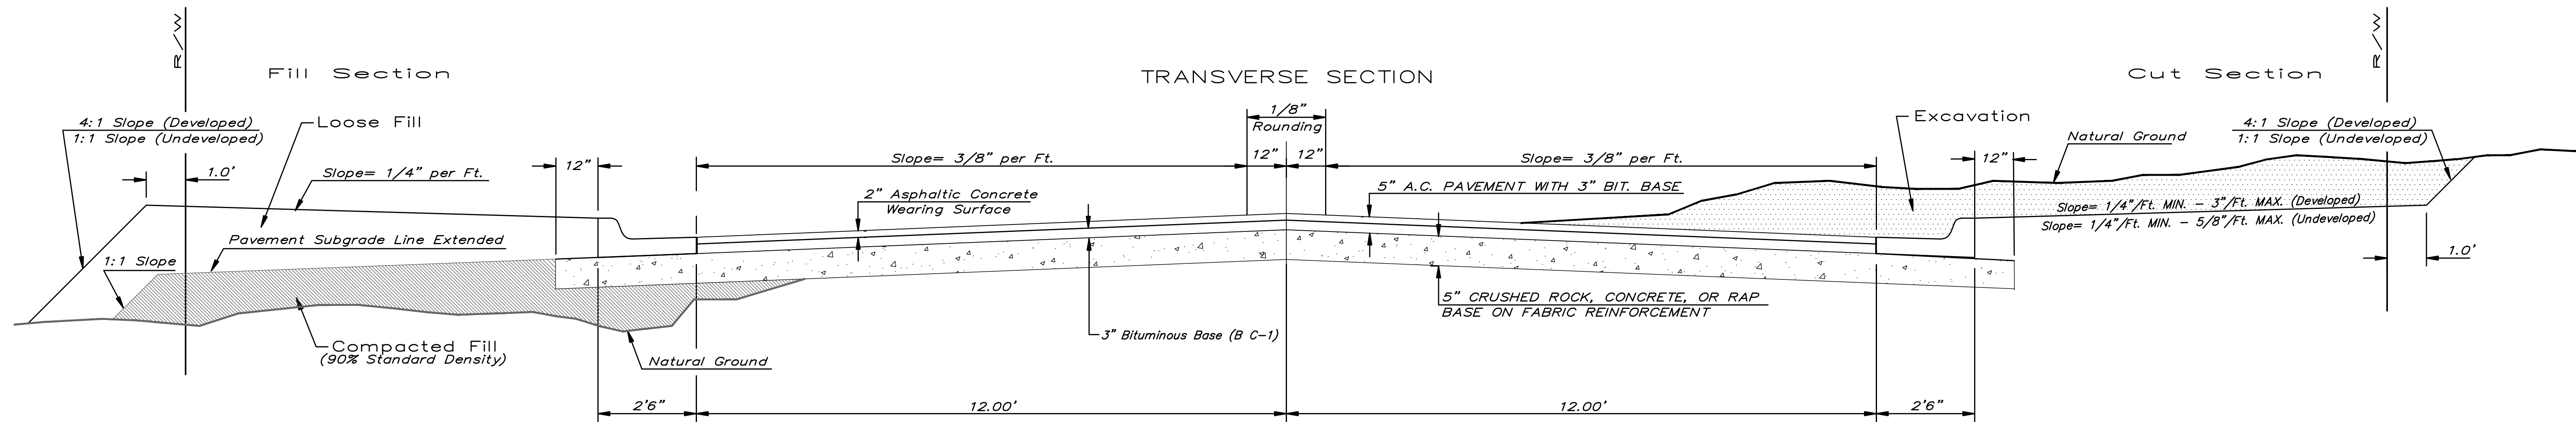 R/W
Fill Section
TRANSVERSE SECTION
Cut Section
R/W
4:1 Slope (Developed)
1:1 Slope (Undeveloped)
Loose Fill
1.0'
Slope= 1/4" per Ft.
12"
Slope= 3/8" per Ft.
1/8"
Rounding
12"
12"
Slope= 3/8" per Ft.
Excavation
Natural Ground
12"
4:1 Slope (Developed)
1:1 Slope (Undeveloped)
2" Asphaltic Concrete
Wearing Surface
5" A.C. PAVEMENT WITH 3" BIT. BASE
Slope= 1/4"/Ft. MIN. - 3"/Ft. MAX. (Developed)
Slope= 1/4"/Ft. MIN. - 5/8"/Ft. MAX. (Undeveloped)
Pavement Subgrade Line Extended
1:1 Slope
1.0'
5" CRUSHED ROCK, CONCRETE, OR RAP
BASE ON FABRIC REINFORCEMENT
3" Bituminous Base (B C-1)
Compacted Fill
(90% Standard Density)
Natural Ground
2'6"
12.00'
12.00'
2'6"